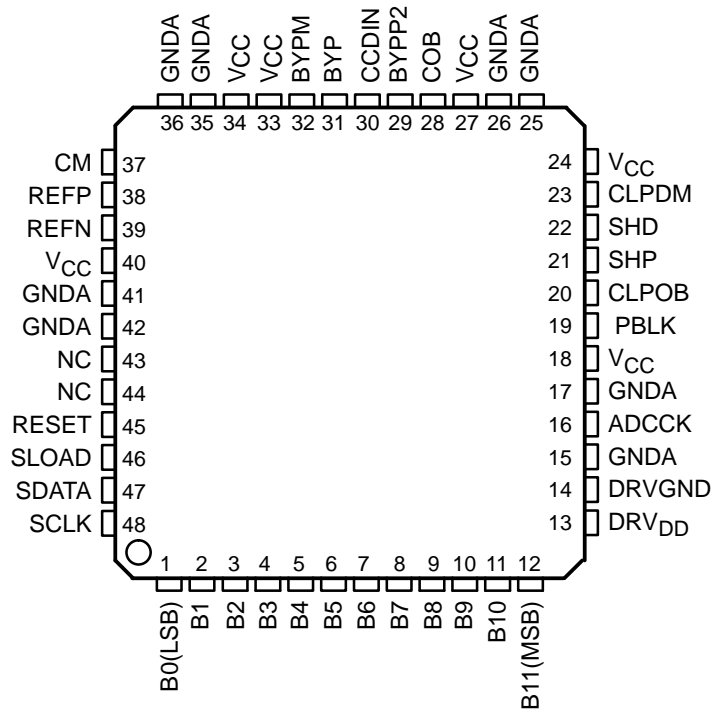 GNDA
GNDA
VCC
VCC
BYPM
BYP
CCDIN
BYPP2
COB
VCC
GNDA
GNDA
36 35 34 33 32 31 30 29 28 27 26 25
CM 37
REFP 38
REFN 39
VCC 40
GNDA 41
GNDA 42
NC 43
NC 44
RESET 45
SLOAD 46
SDATA 47
SCLK 48
24 VCC
23 CLPDM
22 SHD
21 SHP
20 CLPOB
19 PBLK
18 VCC
17 GNDA
16 ADCCK
15 GNDA
14 DRVGND
13 DRVDD
1 2 3 4 5 6 7 8 9 10 11 12
B0(LSB)
B1
B2
B3
B4
B5
B6
B7
B8
B9
B10
B11(MSB)